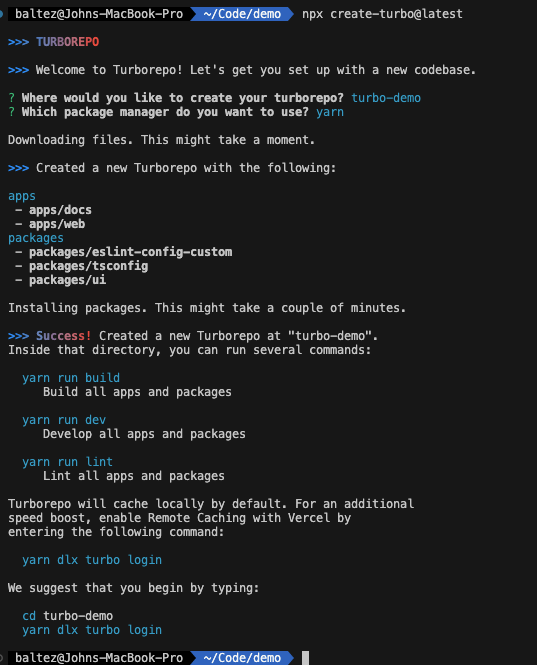 baltez@Johns-MacBook-Pro ~/Code/demo npx create-turbo@latest
>>> TURBOREPO
>>> Welcome to Turborepo! Let's get you set up with a new codebase.
? Where would you like to create your turborepo? turbo-demo
? Which package manager do you want to use? yarn
Downloading files. This might take a moment.
>>> Created a new Turborepo with the following:
apps
- apps/docs
- apps/web
packages
- packages/eslint-config-custom
- packages/tsconfig
- packages/ui
Installing packages. This might take a couple of minutes.
>>> Success! Created a new Turborepo at "turbo-demo".
Inside that directory, you can run several commands:
yarn run build
Build all apps and packages
yarn run dev
Develop all apps and packages
yarn run lint
Lint all apps and packages
Turborepo will cache locally by default. For an additional
speed boost, enable Remote Caching with Vercel by
entering the following command:
yarn dlx turbo login
We suggest that you begin by typing:
cd turbo-demo
yarn dlx turbo login
baltez@Johns-MacBook-Pro ~/Code/demo